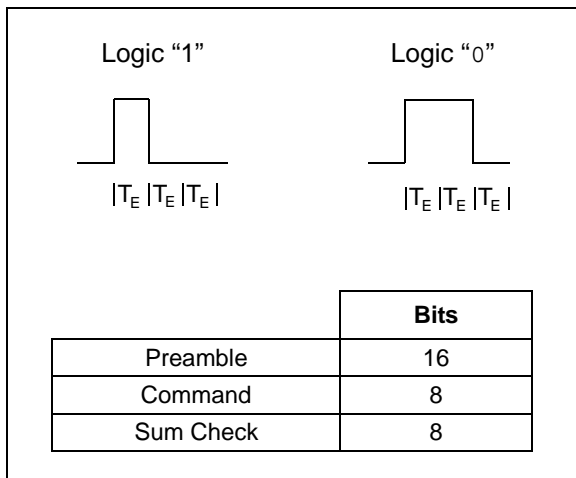 Logic “1” Logic “0”
|TE |TE |TE | |TE |TE |TE |
Bits
Preamble 16
Command 8
Sum Check 8